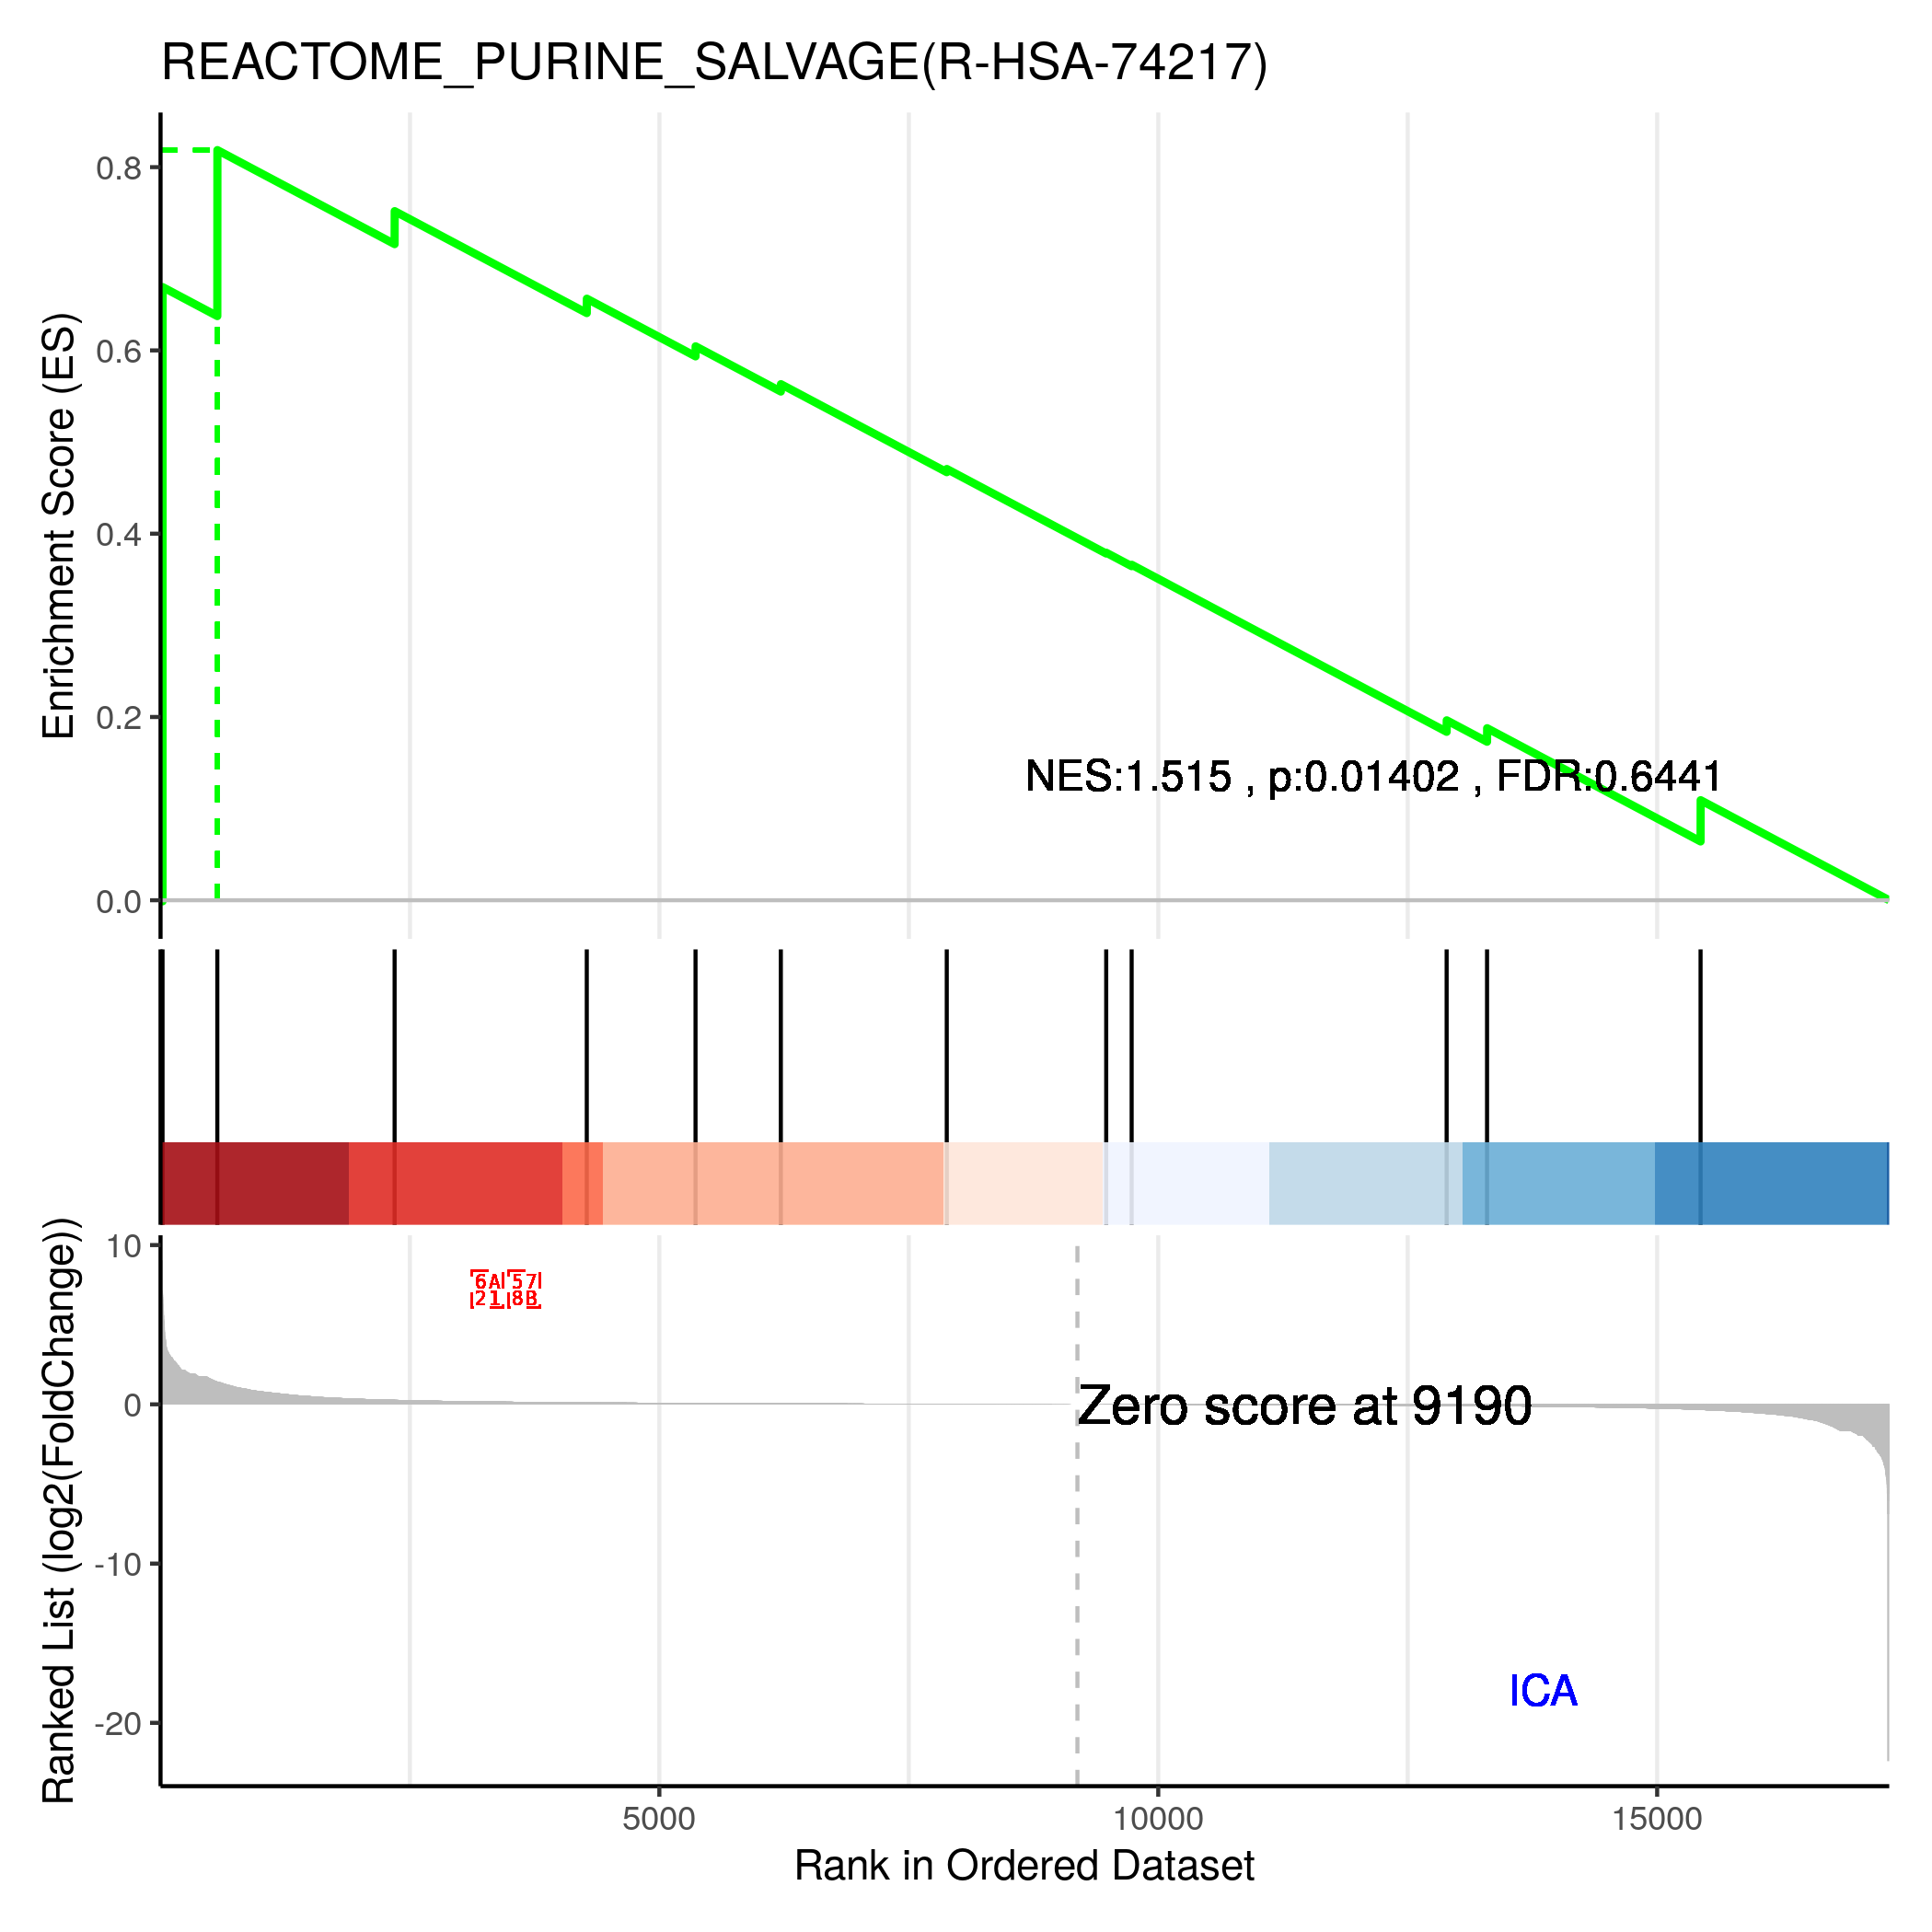 REACTOME_PURINE_SALVAGE(R-HSA-74217)
Enrichment Score (ES)
0.8
0.6
0.4
0.2
0.0
NES:1.515 , p:0.01402 , FDR:0.6441
Ranked List (log2(FoldChange))
10
0
-10
-20
Zero score at 9190
ICA
5000
10000
15000
Rank in Ordered Dataset